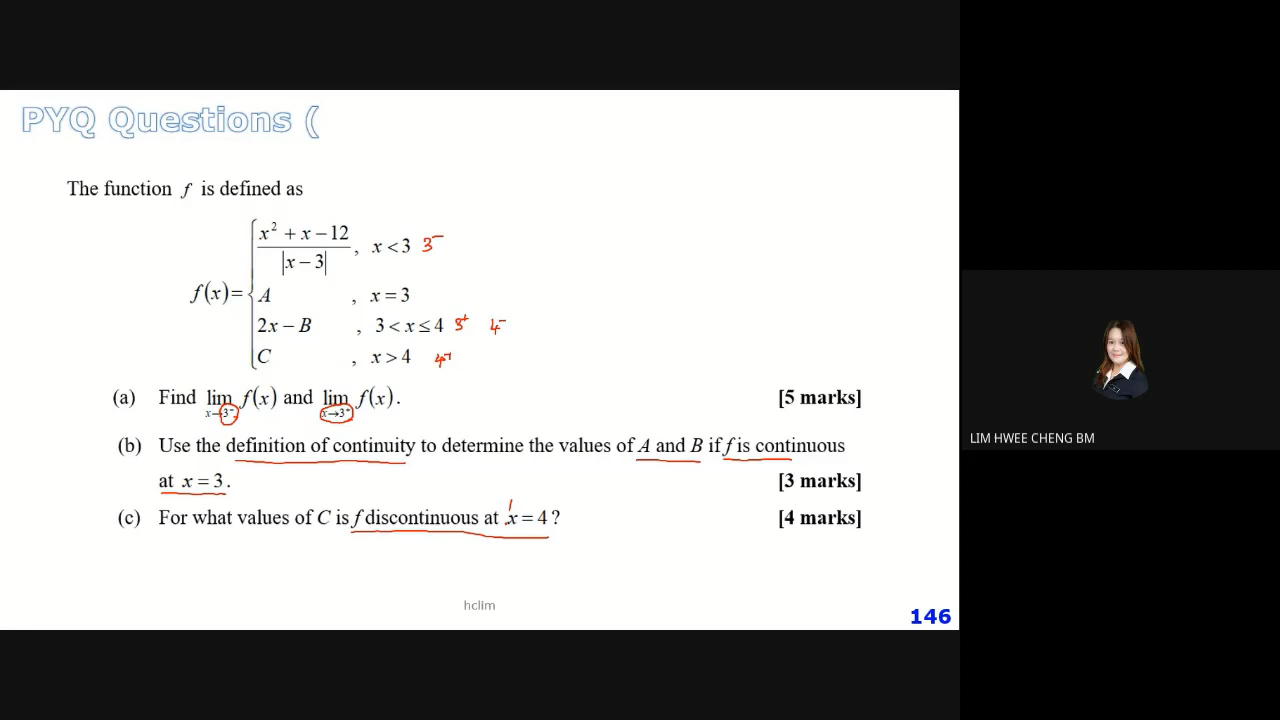 PYQ Questions (
The function f is defined as
f(x) = { x² + x − 12 / |x − 3| , x < 3 3⁻
A , x = 3
2x − B , 3 < x ≤ 4 3⁺ 4⁻
C , x > 4 4⁺
(a) Find lim x→3⁻ f(x) and lim x→3⁺ f(x). [5 marks]
(b) Use the definition of continuity to determine the values of A and B if f is continuous
at x = 3. [3 marks]
(c) For what values of C is f discontinuous at x = 4 ? [4 marks]
LIM HWEE CHENG BM
hclim
146